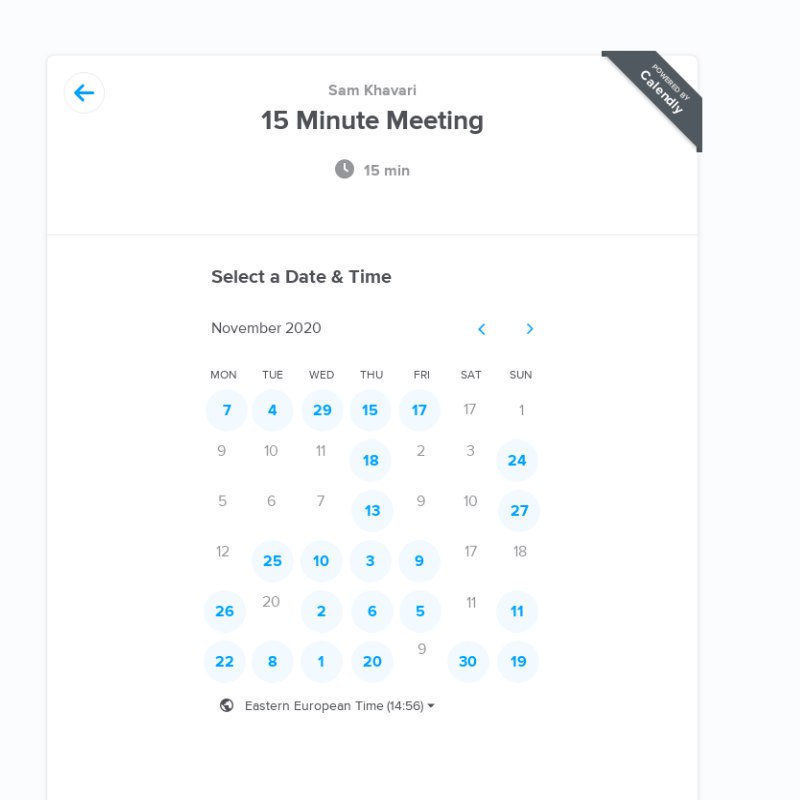 POWERED BY
Calendly
Sam Khavari
15 Minute Meeting
15 min
Select a Date & Time
November 2020
MON TUE WED THU FRI SAT SUN
7 4 29 15 17 17 1
9 10 11 18 2 3 24
5 6 7 13 9 10 27
12 25 10 3 9 17 18
26 20 2 6 5 11 11
22 8 1 20 9 30 19
Eastern European Time (14:56)